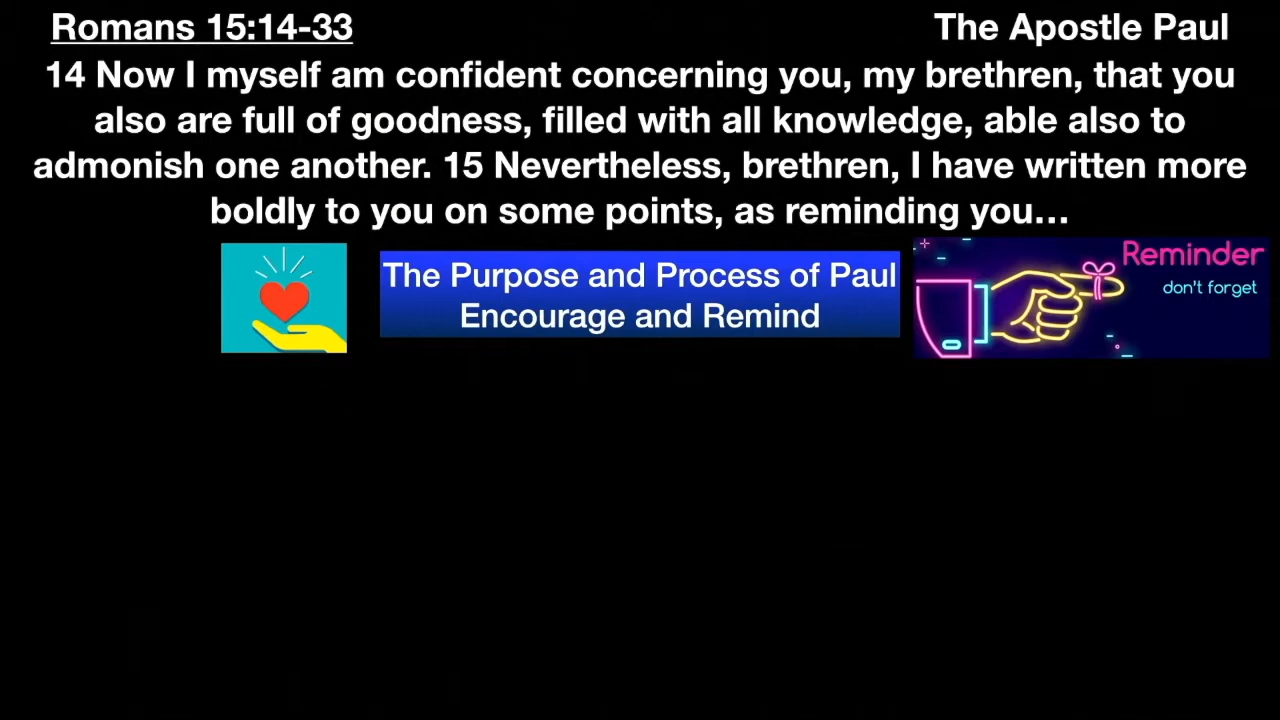 Romans 15:14-33
The Apostle Paul
14 Now I myself am confident concerning you, my brethren, that you
also are full of goodness, filled with all knowledge, able also to
admonish one another. 15 Nevertheless, brethren, I have written more
boldly to you on some points, as reminding you…
The Purpose and Process of Paul
Encourage and Remind
Reminder
don't forget